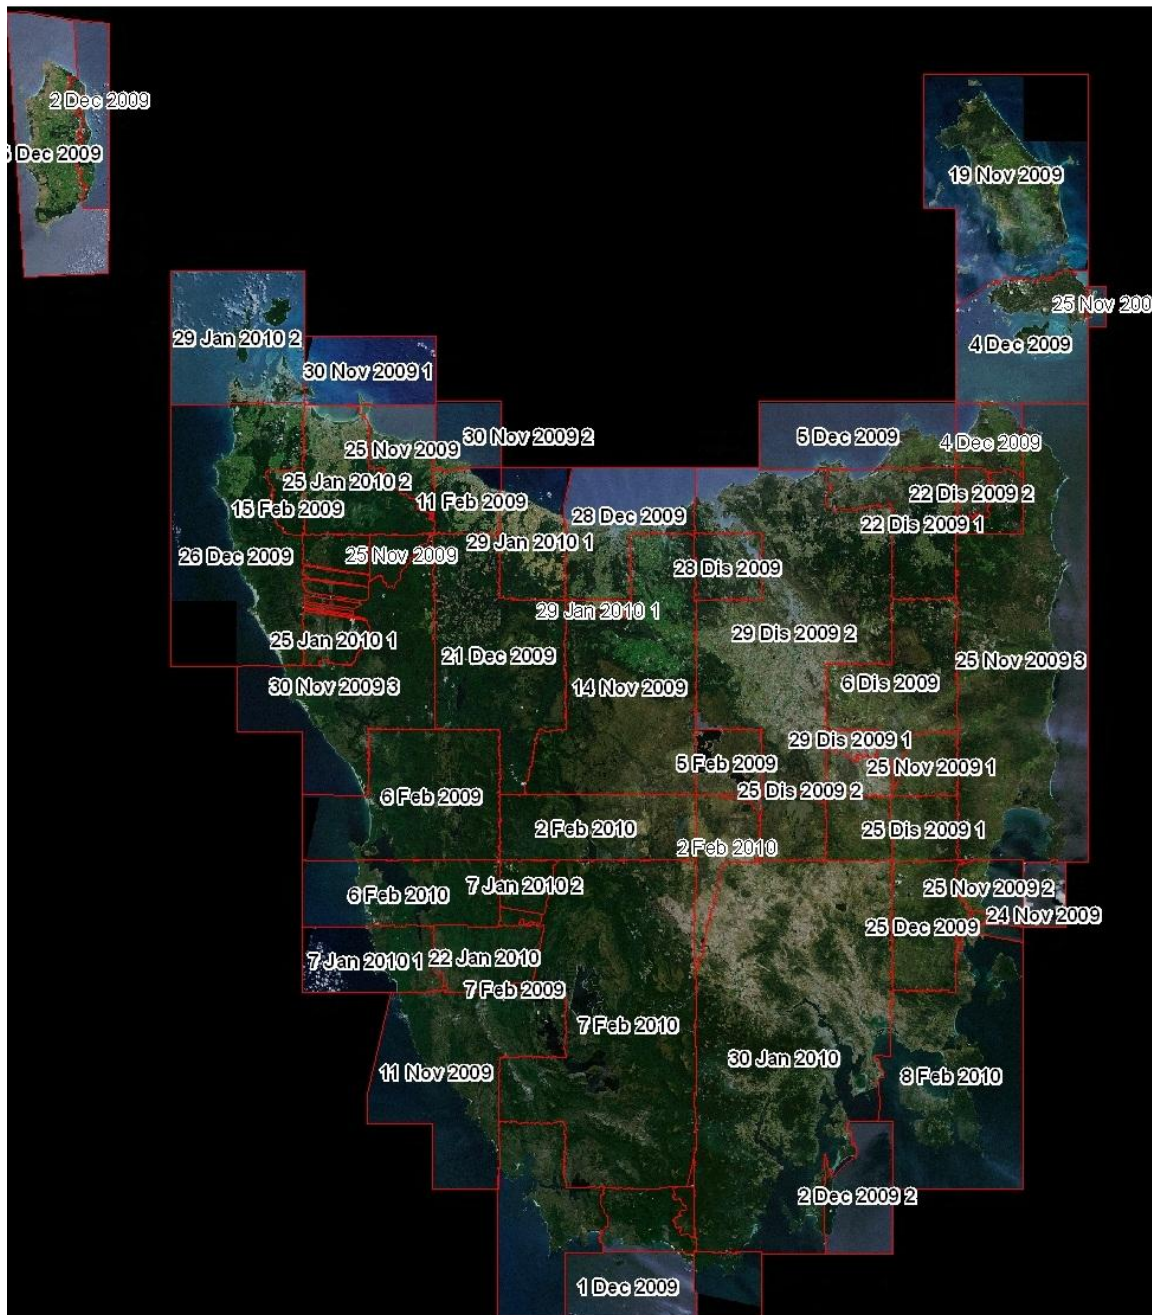 2 Dec 2009
Dec 2009
19 Nov 2009
25 Nov 200
29 Jan 2010 2
4 Dec 2009
30 Nov 2009 1
30 Nov 2009 2
5 Dec 2009
4 Dec 2009
25 Nov 2009
25 Jan 2010 2
11 Feb 2009
22 Dis 2009 2
15 Feb 2009
28 Dec 2009
22 Dis 2009 1
29 Jan 2010 1
26 Dec 2009
25 Nov 2009
28 Dis 2009
29 Jan 2010 1
29 Dis 2009 2
25 Jan 2010 1
21 Dec 2009
25 Nov 2009 3
30 Nov 2009 3
14 Nov 2009
6 Dis 2009
29 Dis 2009 1
5 Feb 2009
25 Nov 2009 1
25 Dis 2009 2
6 Feb 2009
2 Feb 2010
25 Dis 2009 1
2 Feb 2010
7 Jan 2010 2
25 Nov 2009 2
6 Feb 2010
24 Nov 2009
25 Dec 2009
7 Jan 2010 1
22 Jan 2010
7 Feb 2009
7 Feb 2010
30 Jan 2010
11 Nov 2009
8 Feb 2010
2 Dec 2009 2
1 Dec 2009